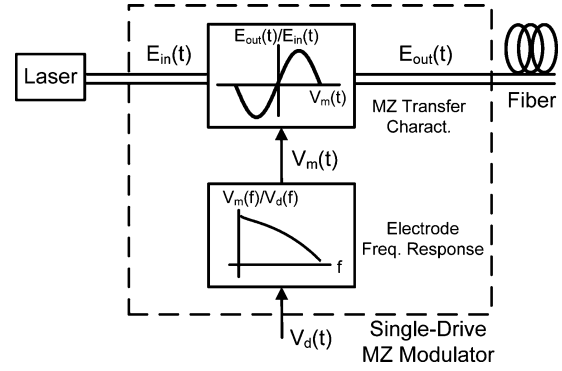 Laser
E_in(t)
E_out(t)/E_in(t)
V_m(t)
E_out(t)
MZ Transfer
Charact.
Fiber
V_m(t)
V_m(f)/V_d(f)
f
Electrode
Freq. Response
V_d(t)
Single-Drive
MZ Modulator